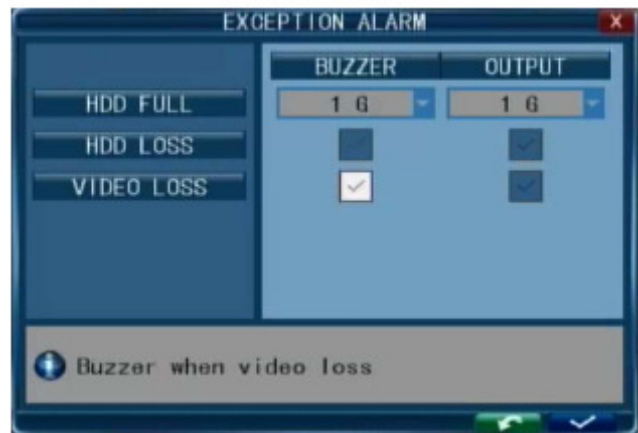 EXCEPTION ALARM X
BUZZER OUTPUT
HDD FULL 1 G 1 G
HDD LOSS
VIDEO LOSS
Buzzer when video loss